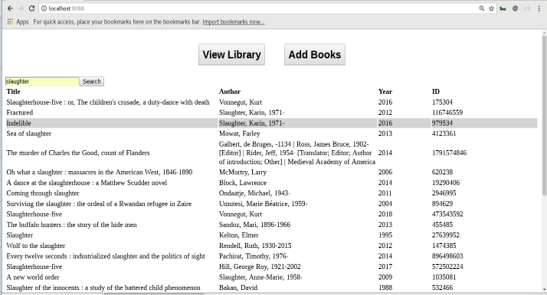 localhost:8088
Apps For quick access, place your bookmarks here on the bookmarks bar. Import bookmarks now...
View Library Add Books
slaughter Search
Title Author Year ID
Slaughterhouse-five : or, The children's crusade, a duty-dance with death Vonnegut, Kurt 2016 175304
Fractured Slaughter, Karin, 1971- 2012 116746559
Indelible Slaughter, Karin, 1971- 2016 979534
Sea of slaughter Mowat, Farley 2013 4123361
Galbert, de Bruges, -1134 | Ross, James Bruce, 1902-
The murder of Charles the Good, count of Flanders [Editor] | Rider, Jeff, 1954- [Translator; Editor; Author 2014 1791574846
of introduction; Other] | Medieval Academy of America
Oh what a slaughter : massacres in the American West, 1846-1890 McMurtry, Larry 2006 620238
A dance at the slaughterhouse : a Matthew Scudder novel Block, Lawrence 2014 19290406
Coming through slaughter Ondaatje, Michael, 1943- 2011 2946995
Surviving the slaughter : the ordeal of a Rwandan refugee in Zaire Umutesi, Marie Béatrice, 1959- 2004 894629
Slaughterhouse-five Vonnegut, Kurt 2018 473543592
The buffalo hunters : the story of the hide men Sandoz, Mari, 1896-1966 2013 455485
Slaughter Kelton, Elmer 1995 27639952
Wolf to the slaughter Rendell, Ruth, 1930-2015 2012 1474385
Every twelve seconds : industrialized slaughter and the politics of sight Pachirat, Timothy, 1976- 2014 896498603
Slaughterhouse-five Hill, George Roy, 1921-2002 2017 572502224
A new world order Slaughter, Anne-Marie, 1958- 2009 1035081
Slaughter of the innocents : a study of the battered child phenomenon Bakan, David 1988 532466